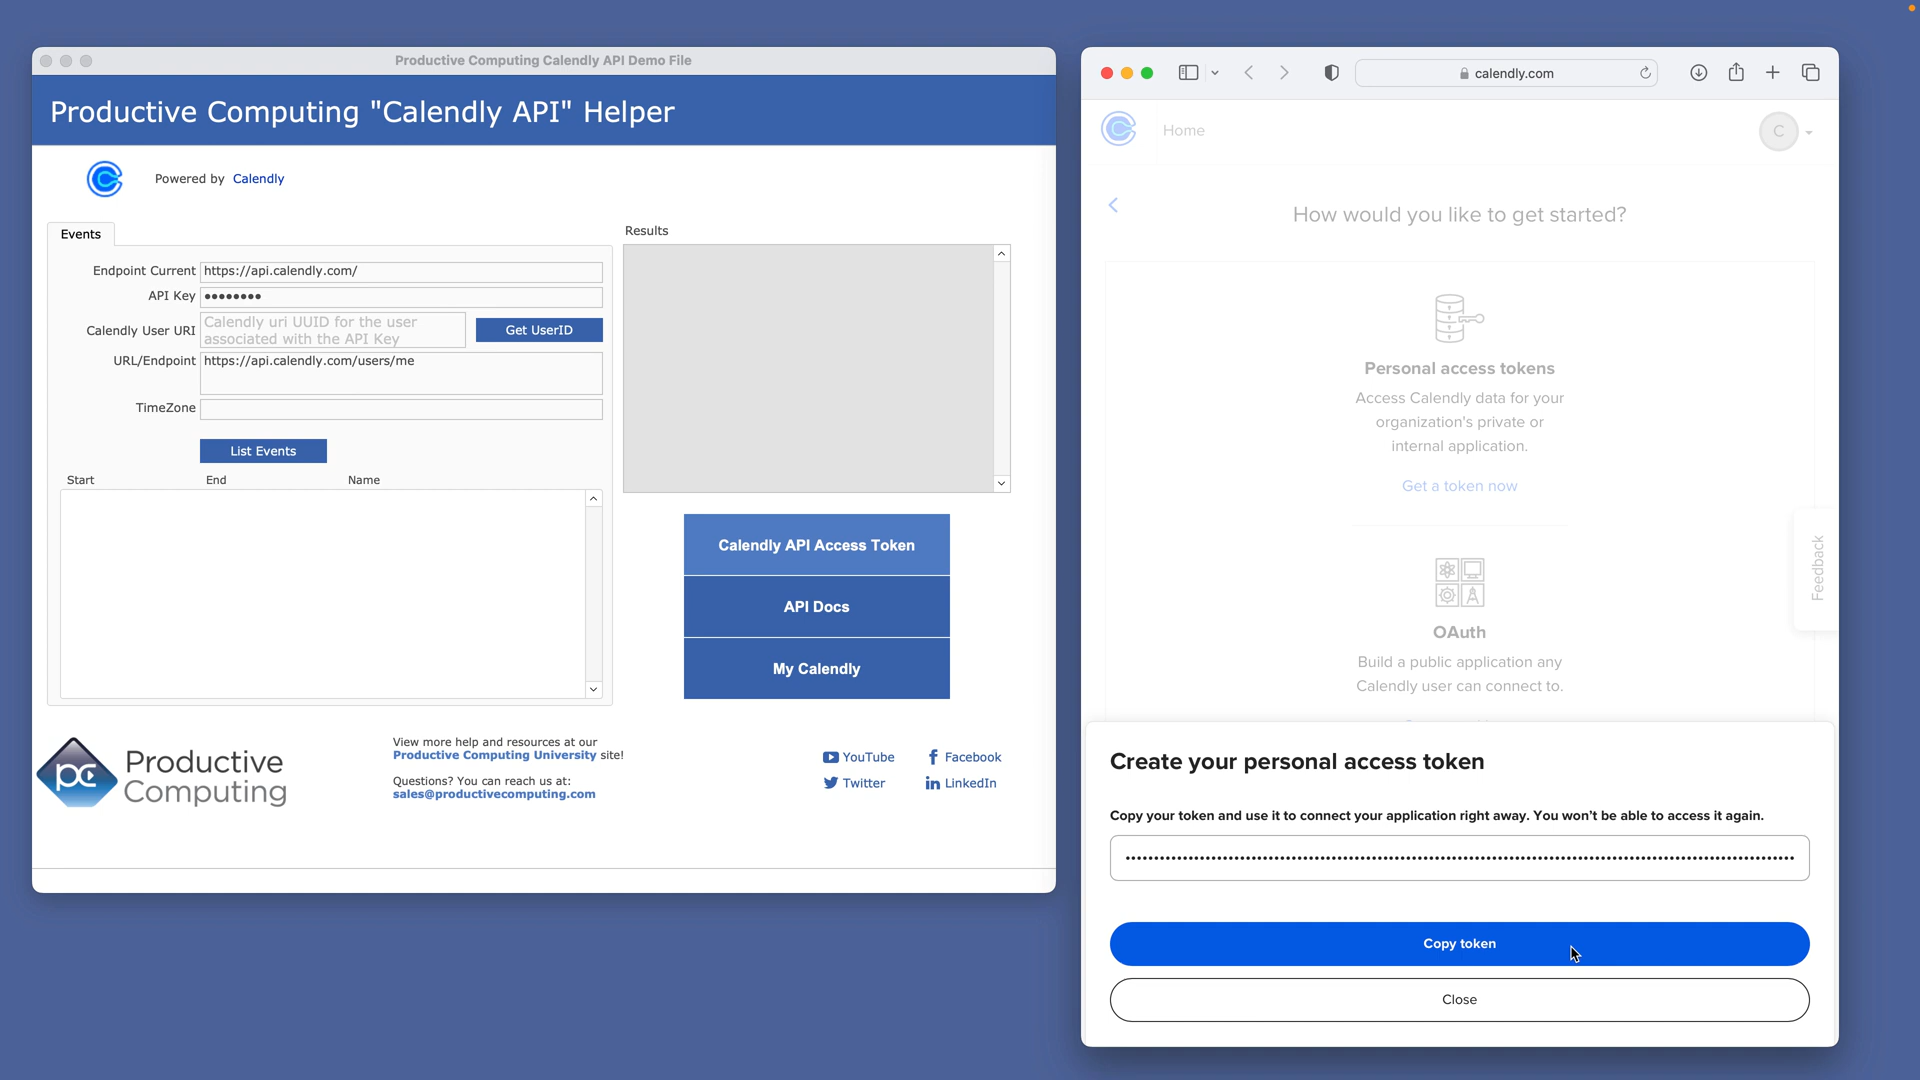 Productive Computing Calendly API Demo File
Productive Computing "Calendly API" Helper
Powered by Calendly
Events
Endpoint Current https://api.calendly.com/
API Key ••••••••
Calendly User URI Calendly uri UUID for the user
associated with the API Key
Get UserID
URL/Endpoint https://api.calendly.com/users/me
TimeZone
List Events
Start End Name
Results
Calendly API Access Token
API Docs
My Calendly
pc Productive
Computing
View more help and resources at our
Productive Computing University site!
Questions? You can reach us at:
sales@productivecomputing.com
YouTube Facebook
Twitter LinkedIn
calendly.com
Home
C
How would you like to get started?
Personal access tokens
Access Calendly data for your
organization's private or
internal application.
Get a token now
OAuth
Build a public application any
Calendly user can connect to.
Feedback
Create your personal access token
Copy your token and use it to connect your application right away. You won't be able to access it again.
Copy token
Close